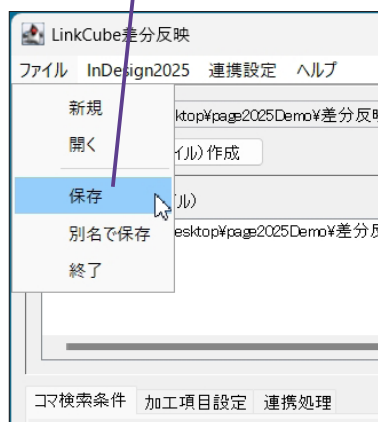 LinkCube差分反映
ファイル InDesign2025 連携設定 ヘルプ
新規
ktop¥page2025Demo¥差分反映
開く
イル)作成
保存
イル)
別名で保存
esktop¥page2025Demo¥差分反
終了
コマ検索条件 加工項目設定 連携処理